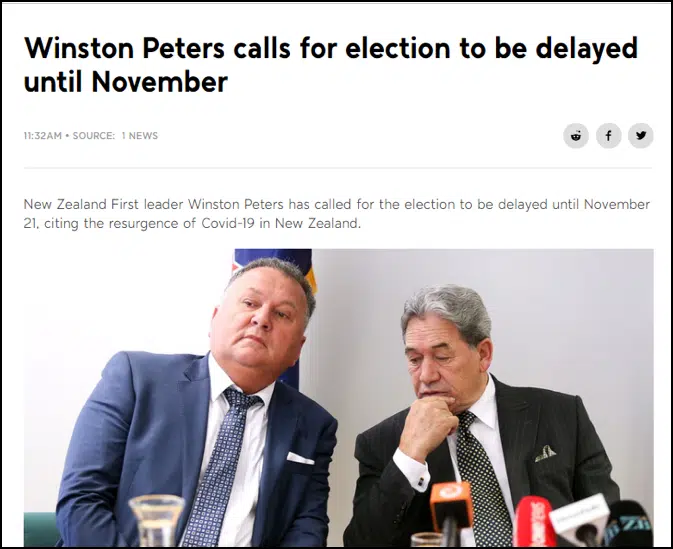 Winston Peters calls for election to be delayed
until November
11:32AM • SOURCE: 1 NEWS
New Zealand First leader Winston Peters has called for the election to be delayed until November
21, citing the resurgence of Covid-19 in New Zealand.